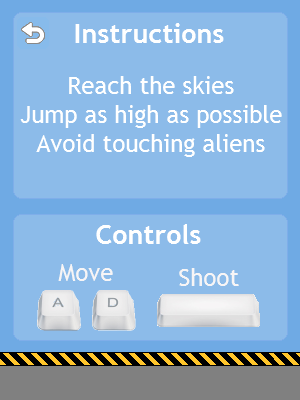 Instructions
Reach the skies
Jump as high as possible
Avoid touching aliens
Controls
Move
Shoot
A D